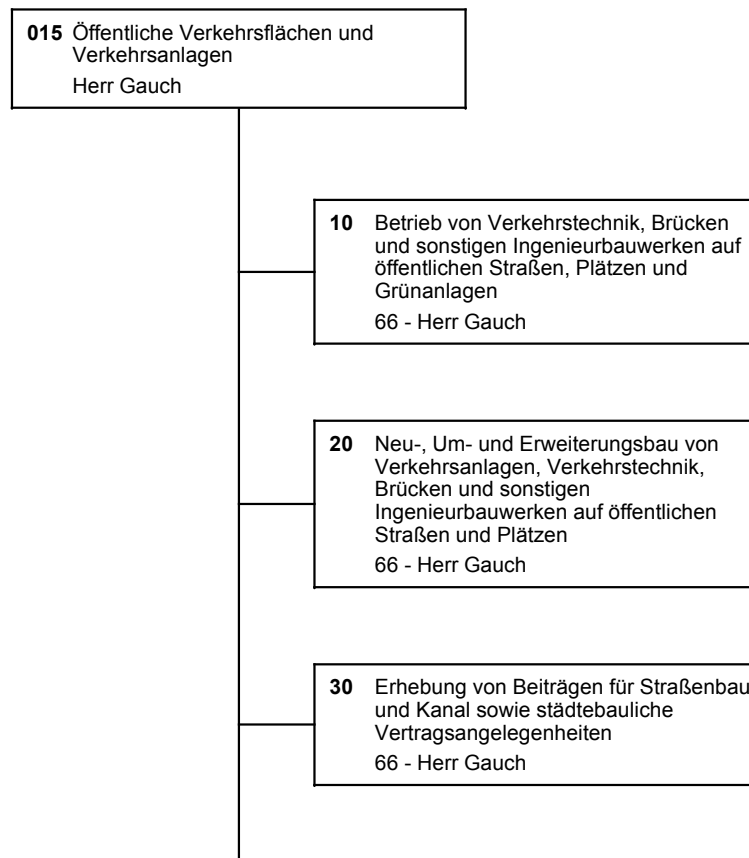 015 Öffentliche Verkehrsflächen und
Verkehrsanlagen
Herr Gauch
10 Betrieb von Verkehrstechnik, Brücken
und sonstigen Ingenieurbauwerken auf
öffentlichen Straßen, Plätzen und
Grünanlagen
66 - Herr Gauch
20 Neu-, Um- und Erweiterungsbau von
Verkehrsanlagen, Verkehrstechnik,
Brücken und sonstigen
Ingenieurbauwerken auf öffentlichen
Straßen und Plätzen
66 - Herr Gauch
30 Erhebung von Beiträgen für Straßenbau
und Kanal sowie städtebauliche
Vertragsangelegenheiten
66 - Herr Gauch